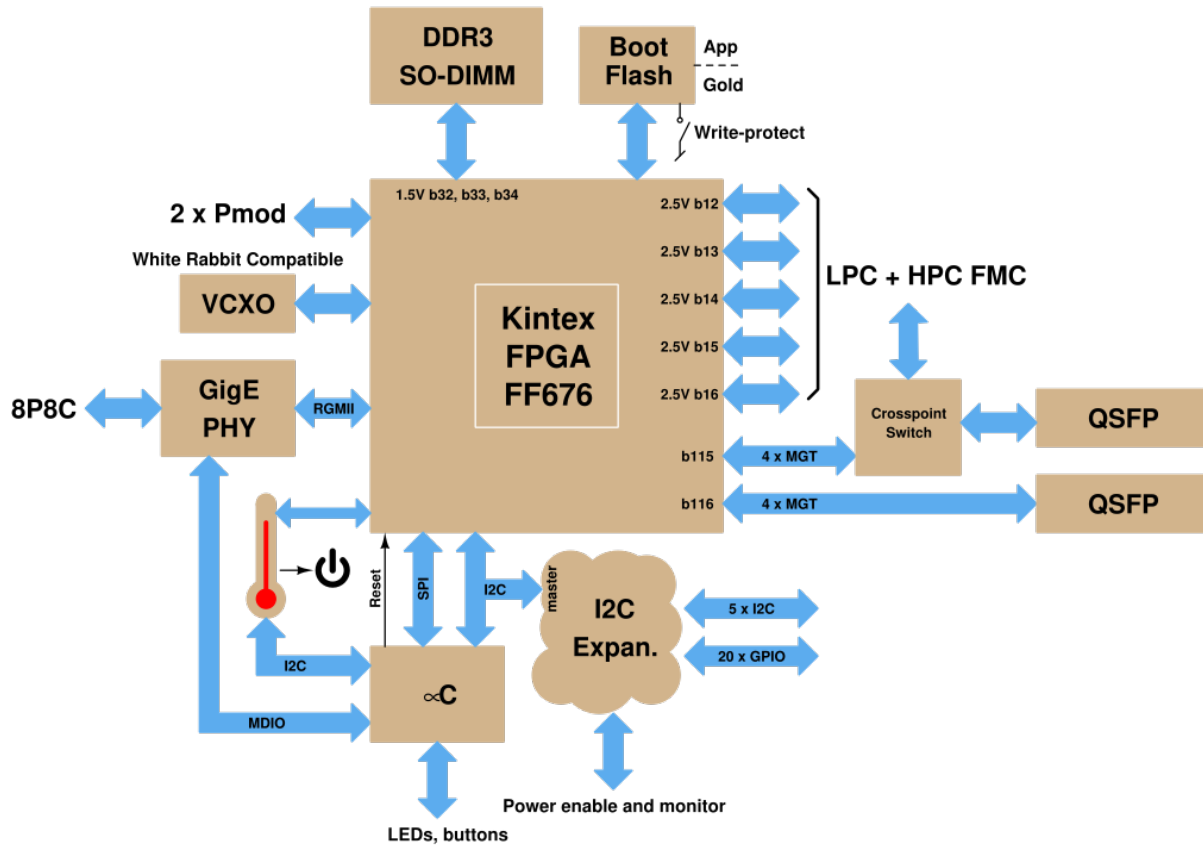 DDR3
SO-DIMM
Boot
Flash
App
Gold
Write-protect
1.5V b32, b33, b34
2 x Pmod
White Rabbit Compatible
VCXO
GigE
PHY
8P8C
RGMII
Kintex
FPGA
FF676
2.5V b12
2.5V b13
2.5V b14
2.5V b15
2.5V b16
LPC + HPC FMC
Crosspoint
Switch
QSFP
b115
4 x MGT
b116
4 x MGT
QSFP
Reset
SPI
I2C
master
I2C
Expan.
5 x I2C
20 x GPIO
I2C
MDIO
∝C
Power enable and monitor
LEDs, buttons